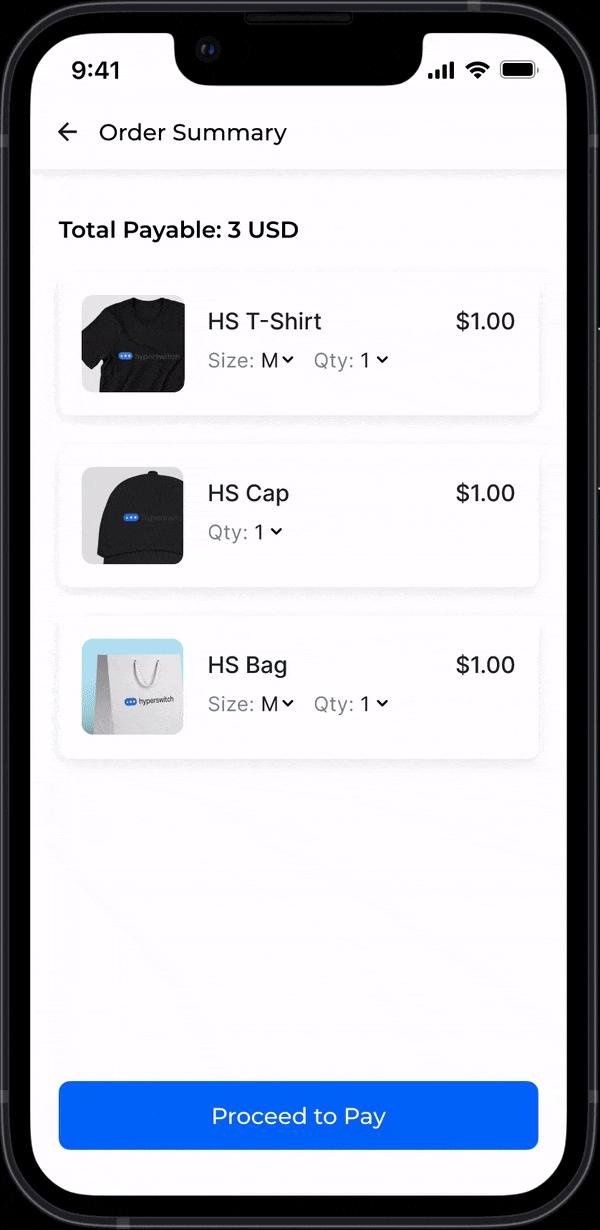 9:41
Order Summary
Total Payable: 3 USD
HS T-Shirt $1.00
Size: M Qty: 1
hyperswitch
HS Cap $1.00
Qty: 1
HS Bag $1.00
Size: M Qty: 1
hyperswitch
Proceed to Pay